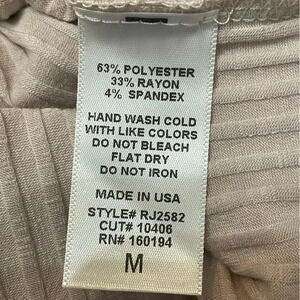 63% POLYESTER
33% RAYON
4% SPANDEX
HAND WASH COLD
WITH LIKE COLORS
DO NOT BLEACH
FLAT DRY
DO NOT IRON
MADE IN USA
STYLE# RJ2582
CUT# 10406
RN# 160194
M